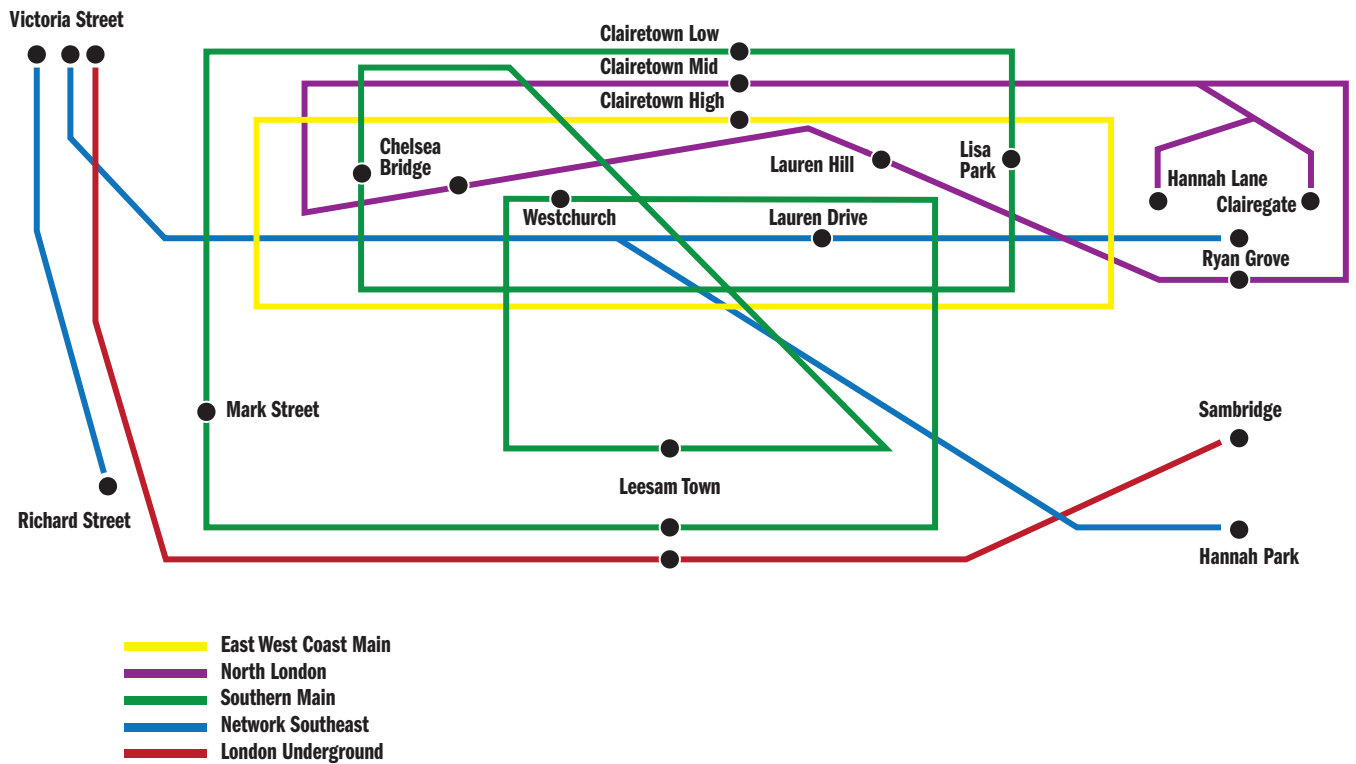 Victoria Street
Clairetown Low
Clairetown Mid
Clairetown High
Chelsea
Bridge
Lauren Hill
Lisa
Park
Hannah Lane
Clairegate
Westchurch
Lauren Drive
Ryan Grove
Mark Street
Sambridge
Leesam Town
Richard Street
Hannah Park
East West Coast Main
North London
Southern Main
Network Southeast
London Underground